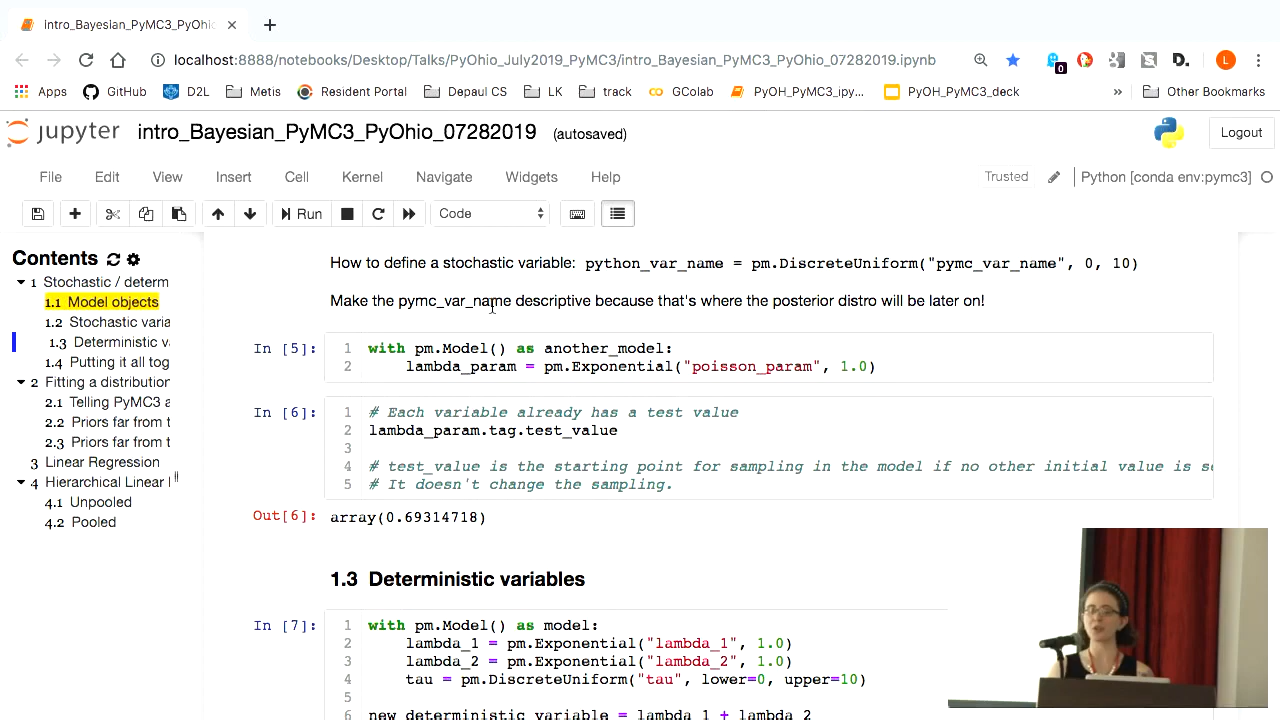 intro_Bayesian_PyMC3_PyOhio
localhost:8888/notebooks/Desktop/Talks/PyOhio_July2019_PyMC3/intro_Bayesian_PyMC3_PyOhio_07282019.ipynb
0
D.
L
Apps GitHub D2L Metis Resident Portal Depaul CS LK track GColab PyOH_PyMC3_ipy... PyOH_PyMC3_deck » Other Bookmarks
jupyter intro_Bayesian_PyMC3_PyOhio_07282019 (autosaved) Logout
File Edit View Insert Cell Kernel Navigate Widgets Help Trusted Python [conda env:pymc3]
Run Code
Contents
1 Stochastic / determ
1.1 Model objects
1.2 Stochastic varia
1.3 Deterministic v
1.4 Putting it all tog
2 Fitting a distribution
2.1 Telling PyMC3 a
2.2 Priors far from t
2.3 Priors far from t
3 Linear Regression
4 Hierarchical Linear
4.1 Unpooled
4.2 Pooled
How to define a stochastic variable: python_var_name = pm.DiscreteUniform("pymc_var_name", 0, 10)
Make the pymc_var_name descriptive because that's where the posterior distro will be later on!
In [5]:
1 with pm.Model() as another_model:
2 lambda_param = pm.Exponential("poisson_param", 1.0)
In [6]:
1 # Each variable already has a test value
2 lambda_param.tag.test_value
3
4 # test_value is the starting point for sampling in the model if no other initial value is se
5 # It doesn't change the sampling.
Out[6]: array(0.69314718)
1.3 Deterministic variables
In [7]:
1 with pm.Model() as model:
2 lambda_1 = pm.Exponential("lambda_1", 1.0)
3 lambda_2 = pm.Exponential("lambda_2", 1.0)
4 tau = pm.DiscreteUniform("tau", lower=0, upper=10)
5
6 new_deterministic_variable = lambda_1 + lambda_2